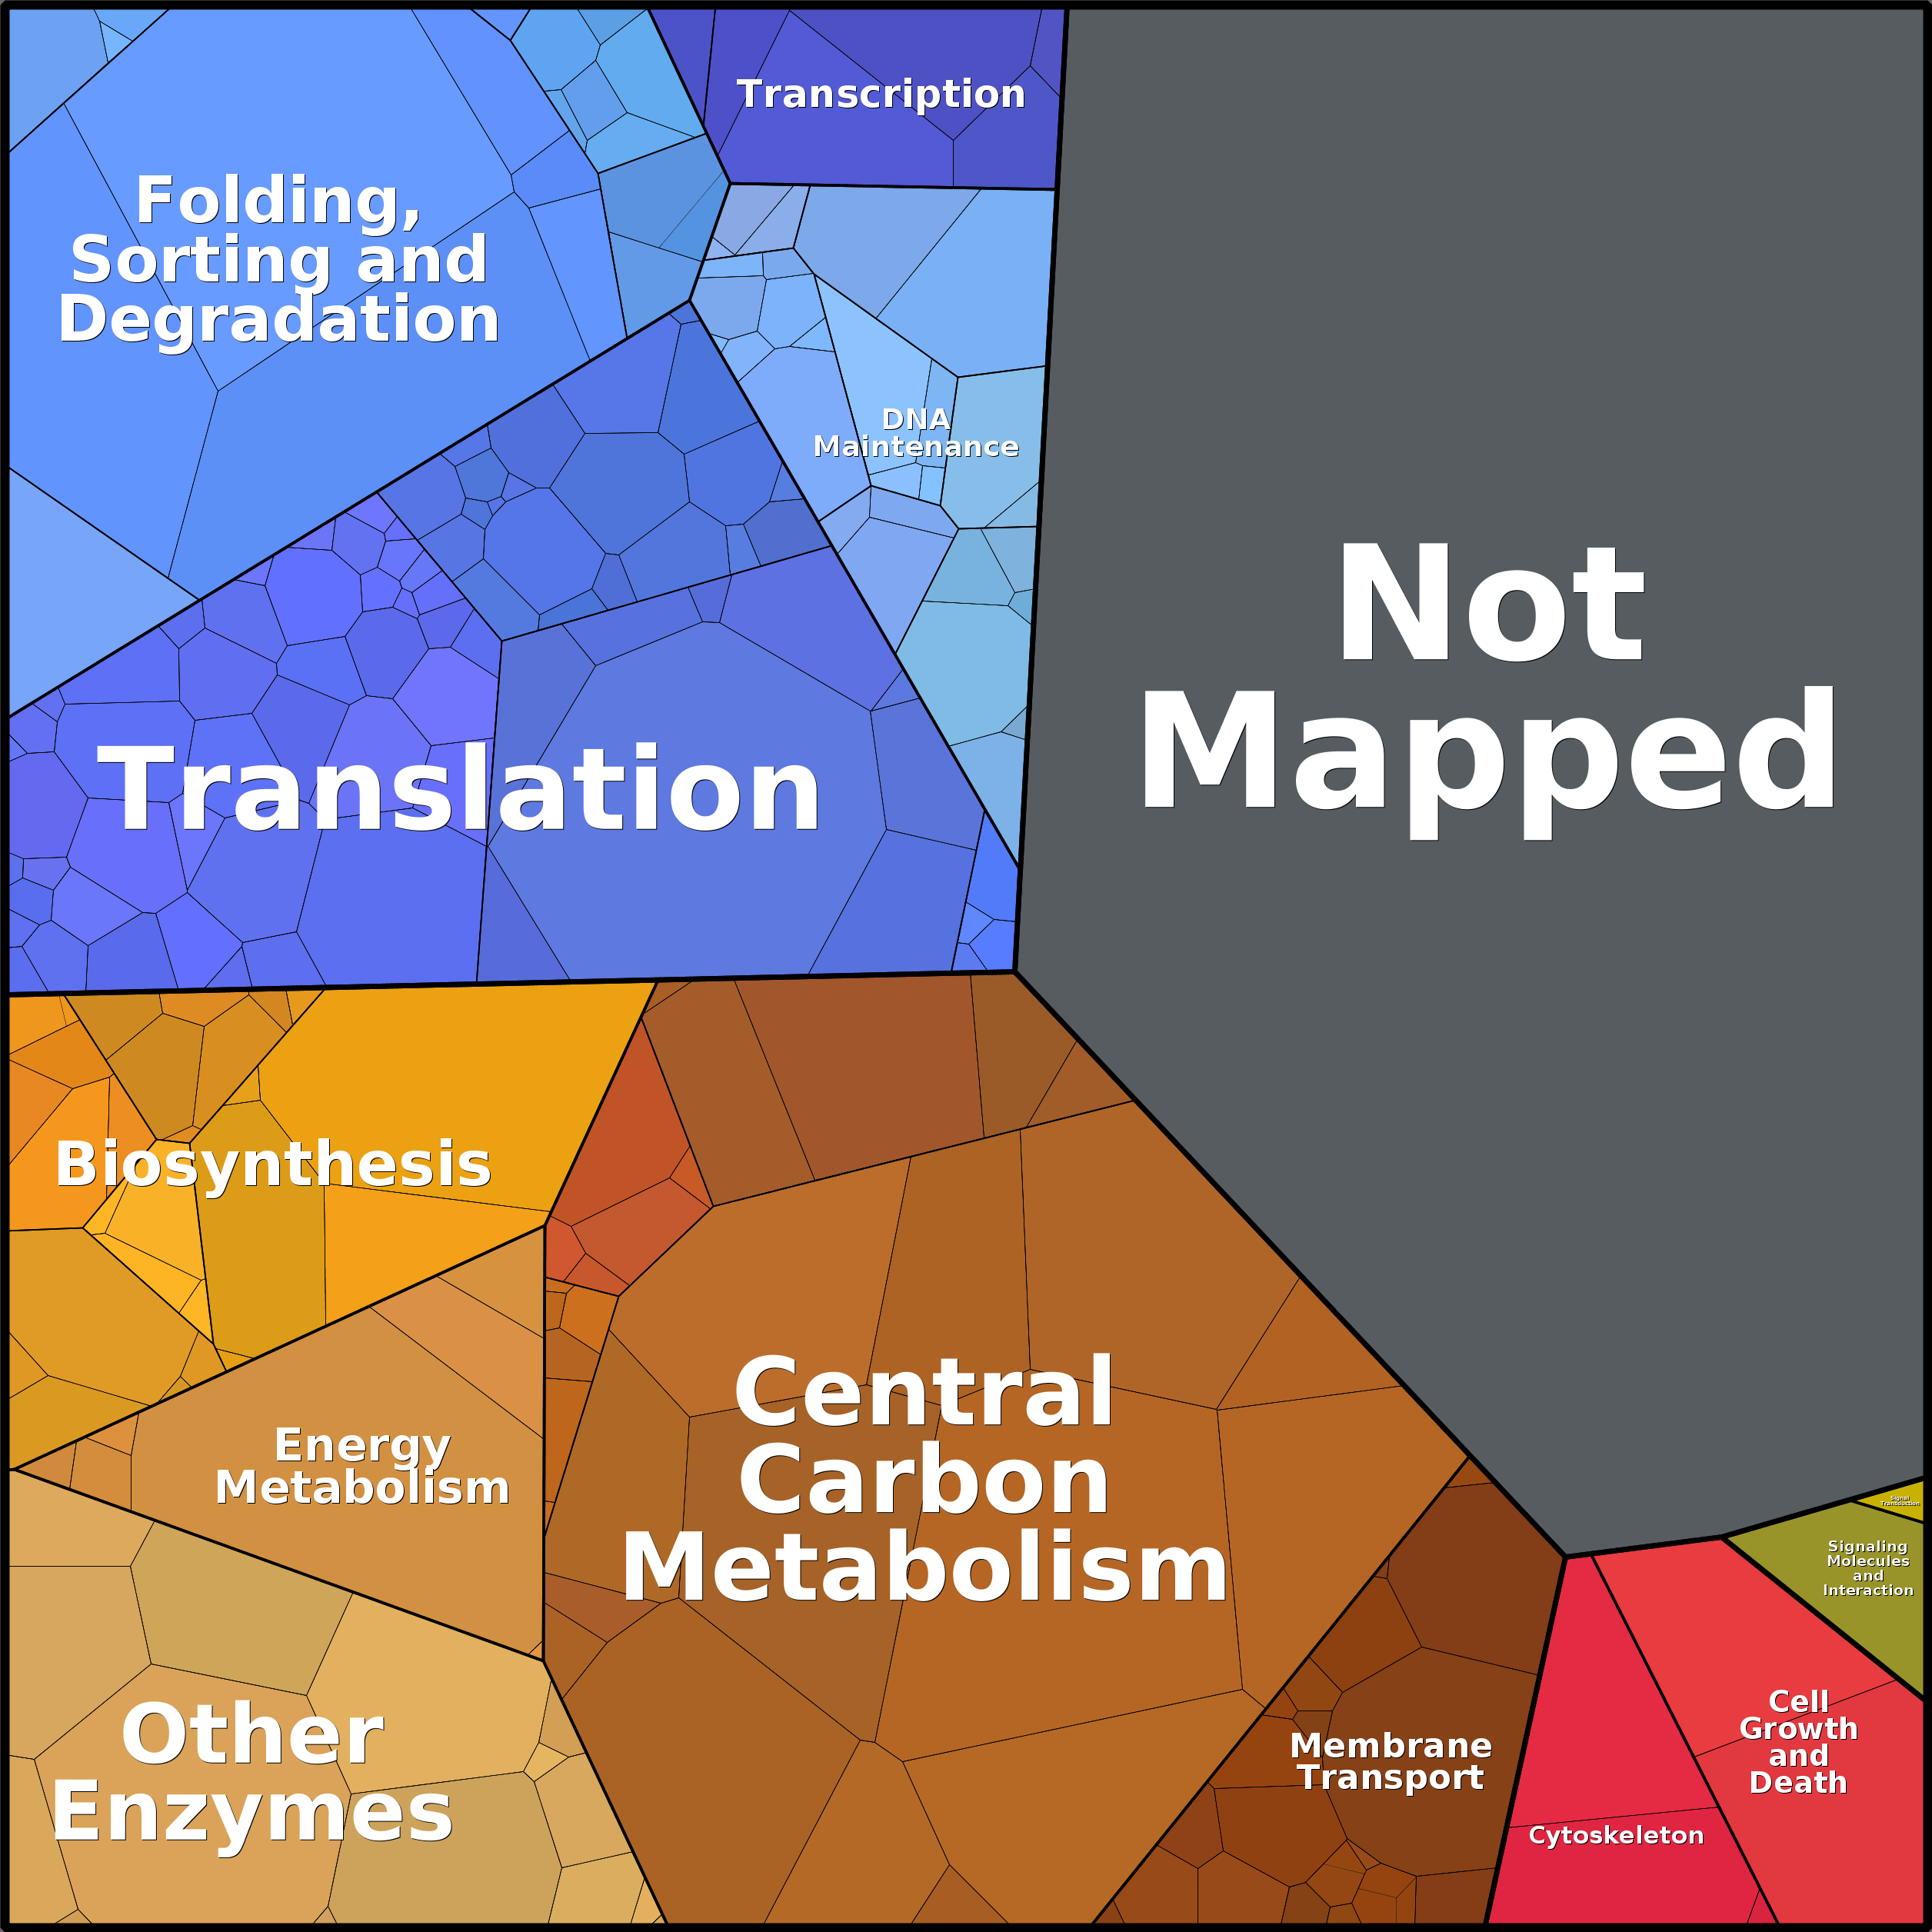 Transcription
Folding,
Sorting and
Degradation
DNA
Maintenance
Not
Mapped
Translation
Biosynthesis
Energy
Metabolism
Central
Carbon
Metabolism
Other
Enzymes
Membrane
Transport
Signal
Transduction
Signaling
Molecules
and
Interaction
Cell
Growth
and
Death
Cytoskeleton